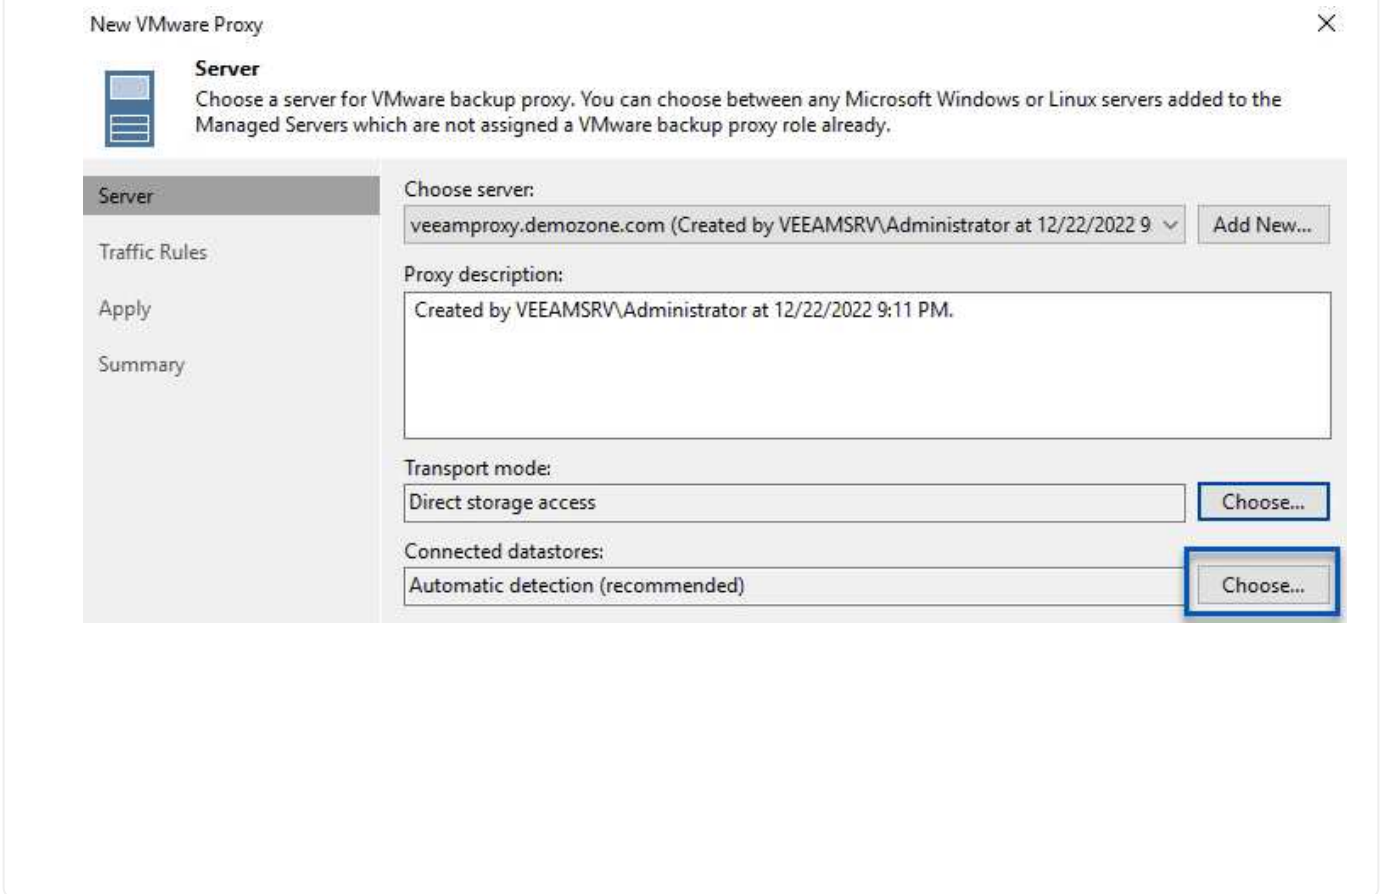 New VMware Proxy
Server
Choose a server for VMware backup proxy. You can choose between any Microsoft Windows or Linux servers added to the
Managed Servers which are not assigned a VMware backup proxy role already.
Server
Traffic Rules
Apply
Summary
Choose server:
veeamproxy.demozone.com (Created by VEEAMSRV\Administrator at 12/22/2022 9
Add New...
Proxy description:
Created by VEEAMSRV\Administrator at 12/22/2022 9:11 PM.
Transport mode:
Direct storage access
Choose...
Connected datastores:
Automatic detection (recommended)
Choose...